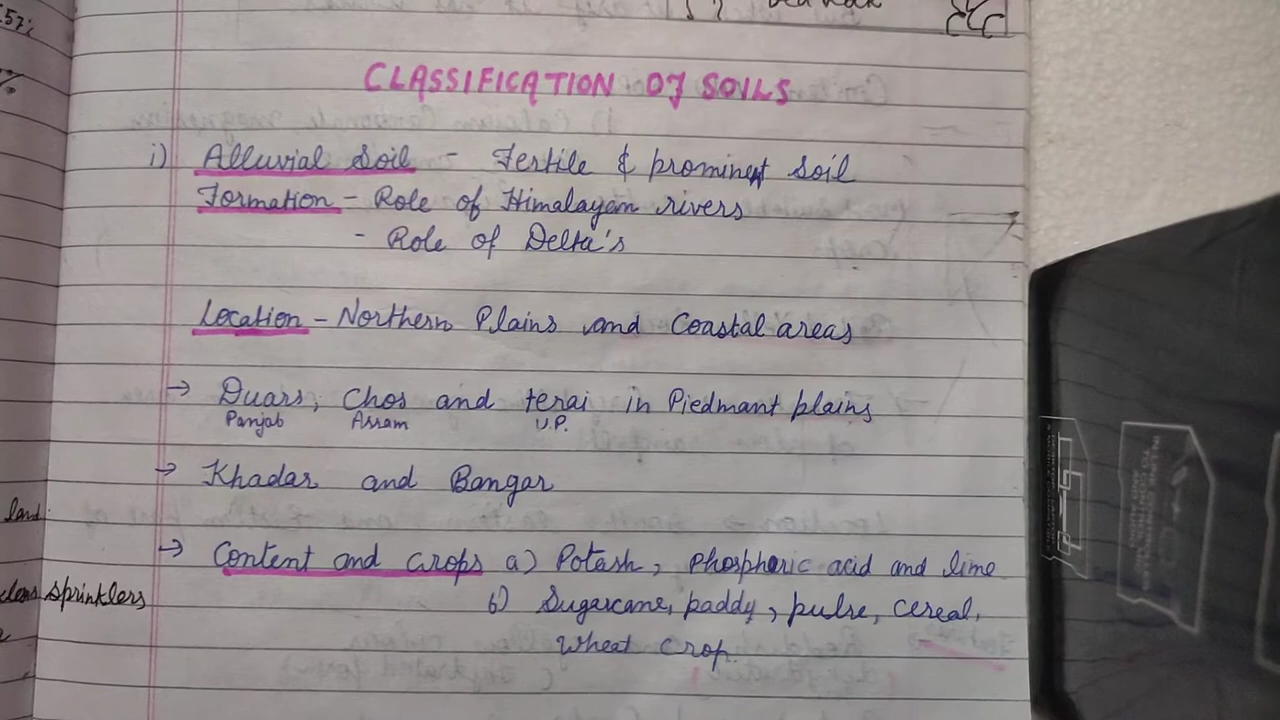 CLASSIFICATION OF SOILS
i) Alluvial Soil - Fertile & prominent soil
Formation - Role of Himalayan rivers
- Role of Delta's
Location - Northern Plains and Coastal areas
→ Duars, Chos and terai in Piedmant plains
Panjab Assam U.P.
→ Khadar and Bangar
land.
→ Content and crops a) Potash, phosphoric acid and lime
sprinklers
b) Sugarcane, paddy, pulse, cereal,
Wheat crop.